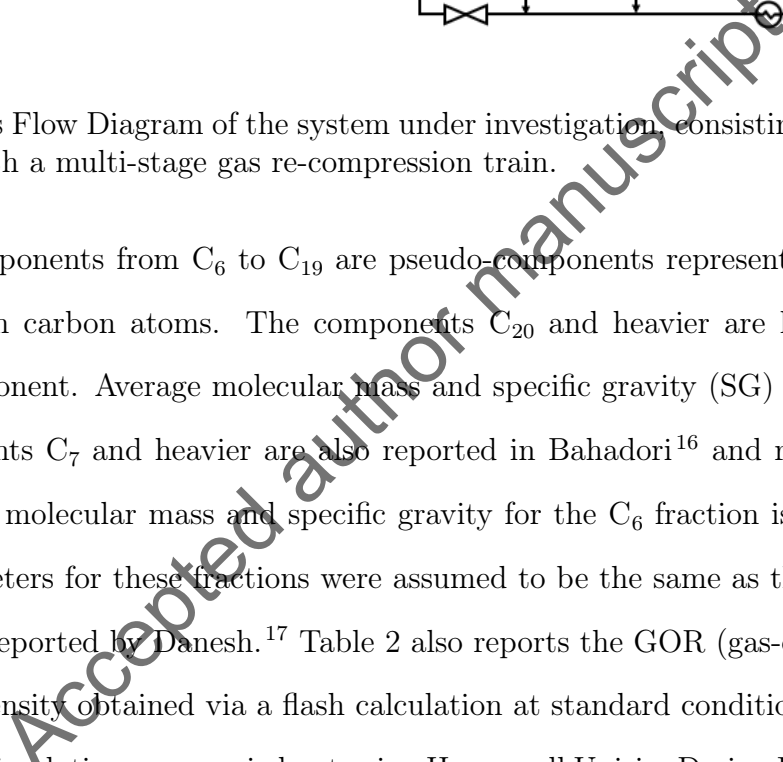 Flow Diagram of the system under investigation, consistin
h a multi-stage gas re-compression train.
ponents from C₆ to C₁₉ are pseudo-components represent
carbon atoms. The components C₂₀ and heavier are
onent. Average molecular mass and specific gravity (SG)
nts C₇ and heavier are also reported in Bahadori¹⁶ and
molecular mass and specific gravity for the C₆ fraction is
eters for these fractions were assumed to be the same as t
eported by Danesh.¹⁷ Table 2 also reports the GOR (gas-
ensity obtained via a flash calculation at standard conditio
Accepted author manuscript